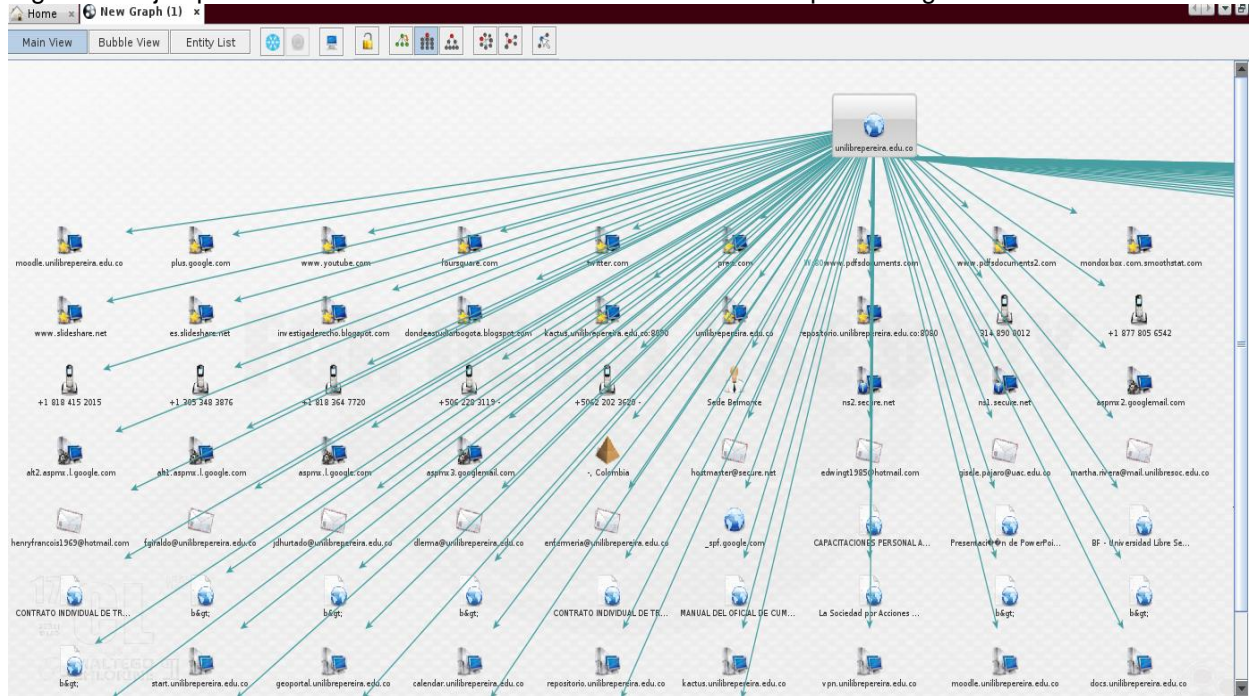 Home
New Graph (1)
Main View Bubble View Entity List
unilibrepereira.edu.co
moodle.unilibrepereira.edu.co plus.google.com www.youtube.com foursquare.com twitter.com prezi.com www.pdfsdocuments.com www.pdfsdocuments2.com mondoxbox.com.smoothstat.com
www.slideshare.net es.slideshare.net investigaderecho.blogspot.com dondeestudiarbogota.blogspot.com kactus.unilibrepereira.edu.co:8090 unilibrepereira.edu.co repositorio.unilibrepereira.edu.co:8080 314 890 0012 +1 877 805 6542
+1 818 415 2015 +1 305 348 3876 +1 818 364 7720 +506 220 3119 - +5062 202 3620 - Sede Belmonte ns2.secure.net ns1.secure.net aspmx2.googlemail.com
alt2.aspmx.l.google.com alt1.aspmx.l.google.com aspmx.l.google.com aspmx3.googlemail.com -, Colombia hostmaster@secure.net edwingt1985@hotmail.com gisele.pajaro@uac.edu.co martha.rivera@mail.unilibresoc.edu.co
henryfrancois1969@hotmail.com fgiraldo@unilibrepereira.edu.co jdhurtado@unilibrepereira.edu.co dlerma@unilibrepereira.edu.co enfermeria@unilibrepereira.edu.co _spf.google.com CAPACITACIONES PERSONAL A... Presentaci��n de PowerPoi... BF - Universidad Libre Se...
CONTRATO INDIVIDUAL DE TR... b&gt; b&gt; b&gt; CONTRATO INDIVIDUAL DE TR... MANUAL DEL OFICIAL DE CUM... La Sociedad por Acciones ... b&gt; b&gt;
b&gt; start.unilibrepereira.edu.co geoportal.unilibrepereira.edu.co calendar.unilibrepereira.edu.co repositorio.unilibrepereira.edu.co kactus.unilibrepereira.edu.co vpn.unilibrepereira.edu.co moodle.unilibrepereira.edu.co docs.unilibrepereira.edu.co